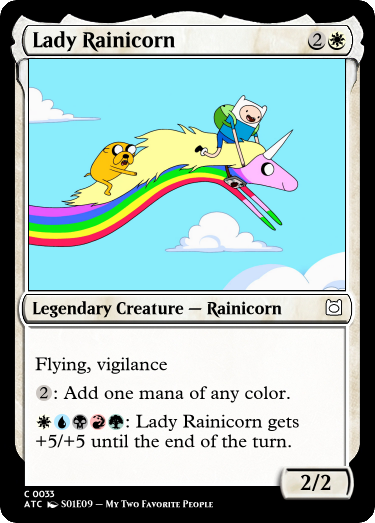 Lady Rainicorn 2
Legendary Creature — Rainicorn
Flying, vigilance
2: Add one mana of any color.
: Lady Rainicorn gets
+5/+5 until the end of the turn.
2/2
C 0033
ATC S01E09 — My Two Favorite People